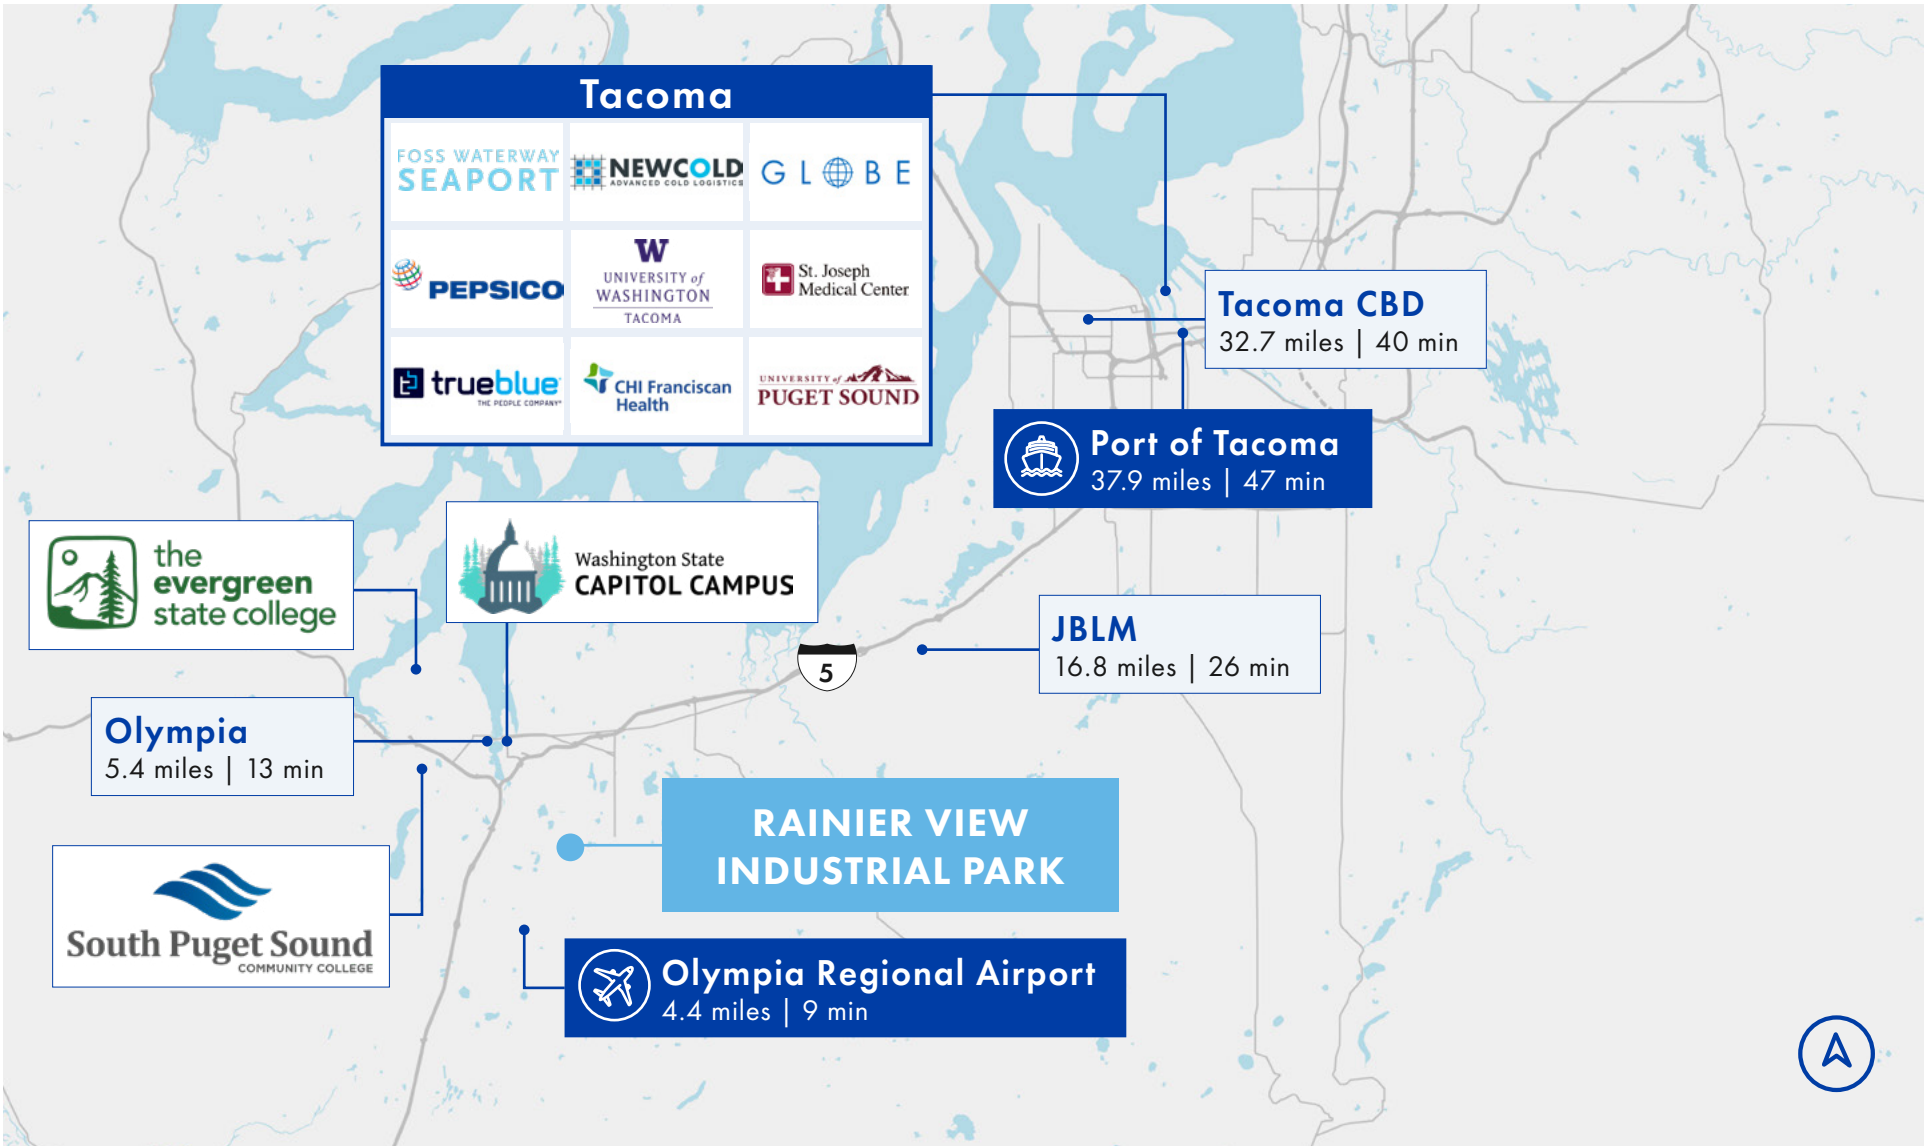 Tacoma
FOSS WATERWAY
SEAPORT
NEWCOLD
ADVANCED COLD LOGISTICS
GLOBE
PEPSICO
W
UNIVERSITY of
WASHINGTON
TACOMA
St. Joseph
Medical Center
trueblue
THE PEOPLE COMPANY
CHI Franciscan
Health
UNIVERSITY of
PUGET SOUND
Tacoma CBD
32.7 miles | 40 min
Port of Tacoma
37.9 miles | 47 min
the
evergreen
state college
Washington State
CAPITOL CAMPUS
JBLM
16.8 miles | 26 min
5
Olympia
5.4 miles | 13 min
RAINIER VIEW
INDUSTRIAL PARK
South Puget Sound
COMMUNITY COLLEGE
Olympia Regional Airport
4.4 miles | 9 min